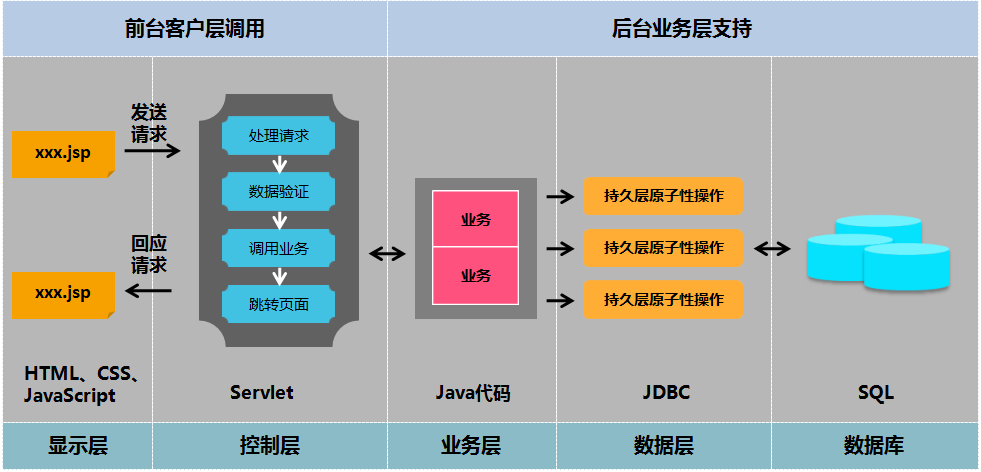 前台客户层调用
后台业务层支持
发送
请求
xxx.jsp
回应
请求
xxx.jsp
处理请求
数据验证
调用业务
跳转页面
业务
业务
持久层原子性操作
持久层原子性操作
持久层原子性操作
HTML、CSS、
JavaScript
Servlet
Java代码
JDBC
SQL
显示层
控制层
业务层
数据层
数据库